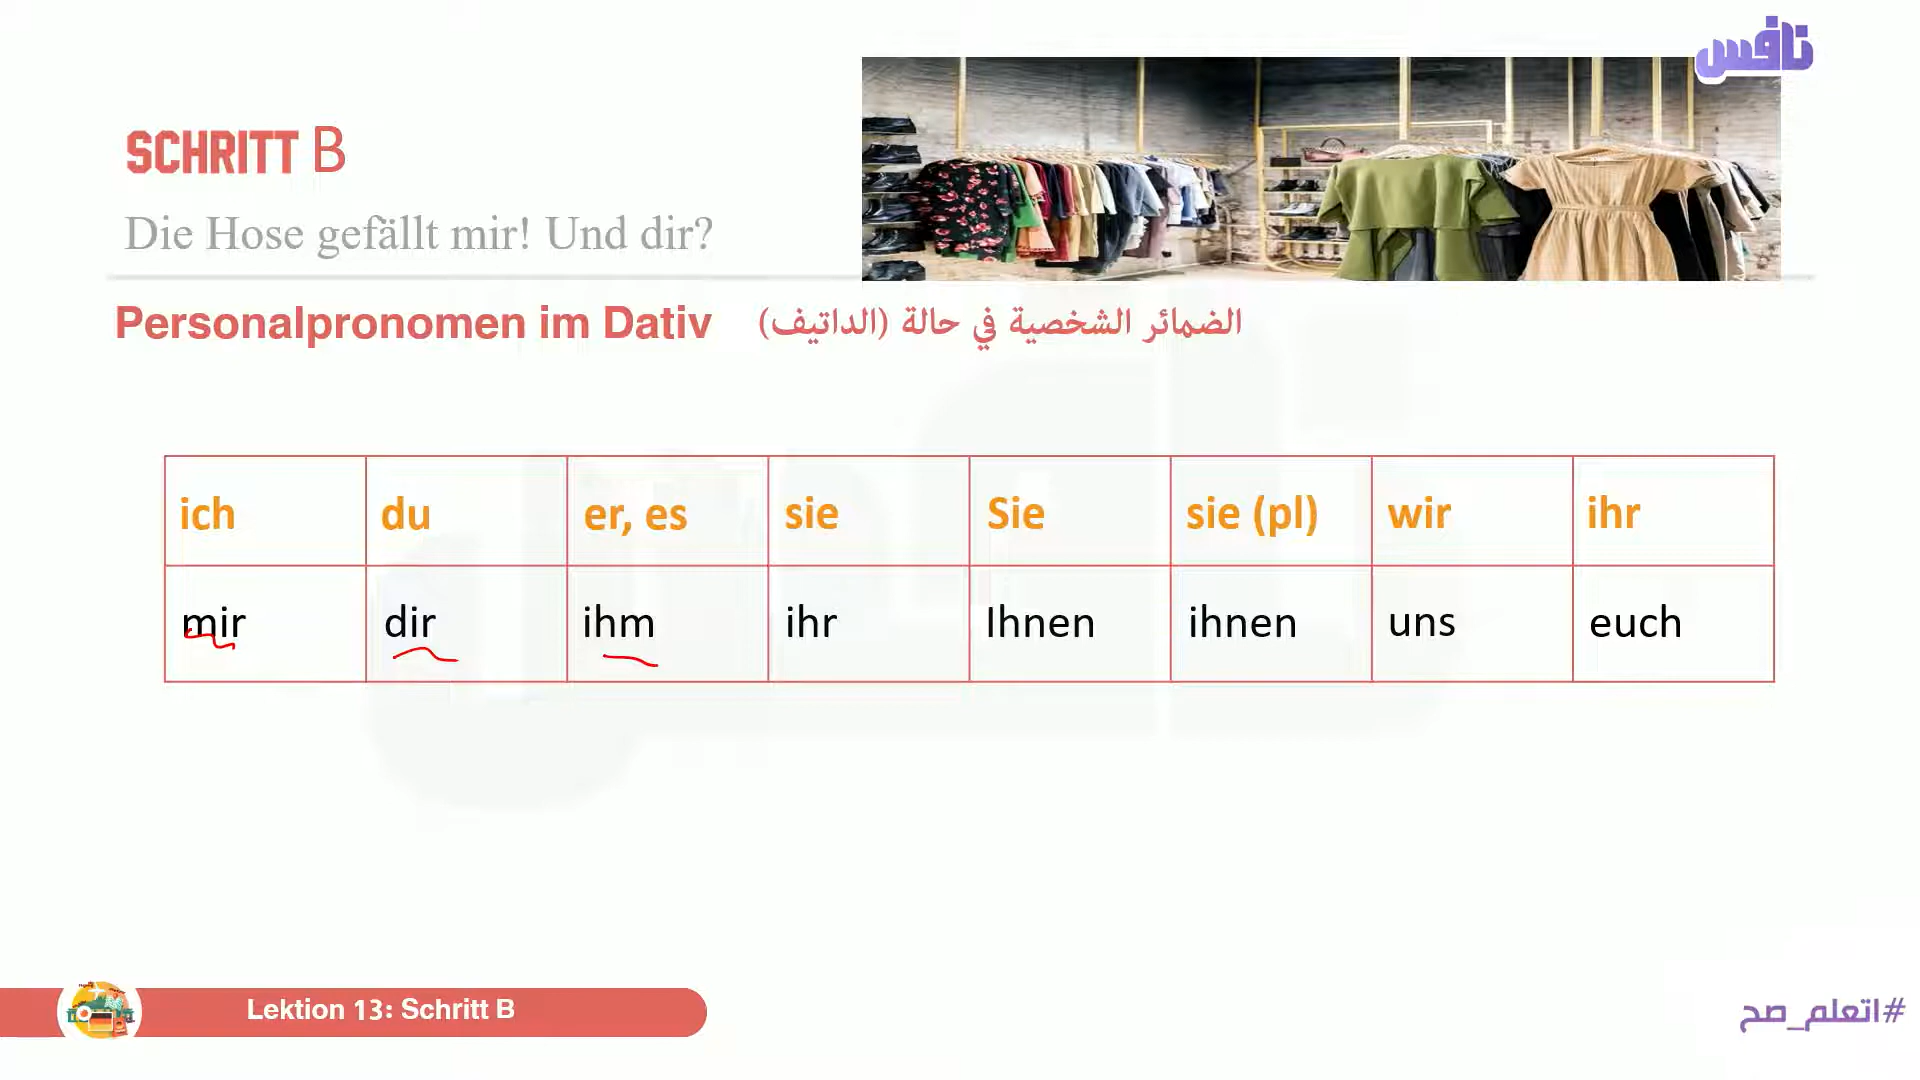 نافس
SCHRITT B
Die Hose gefällt mir! Und dir?
Personalpronomen im Dativ الضمائر الشخصية في حالة (الداتيف)
ich du er, es sie Sie sie (pl) wir ihr
mir dir ihm ihr Ihnen ihnen uns euch
Lektion 13: Schritt B
#اتعلم_صح